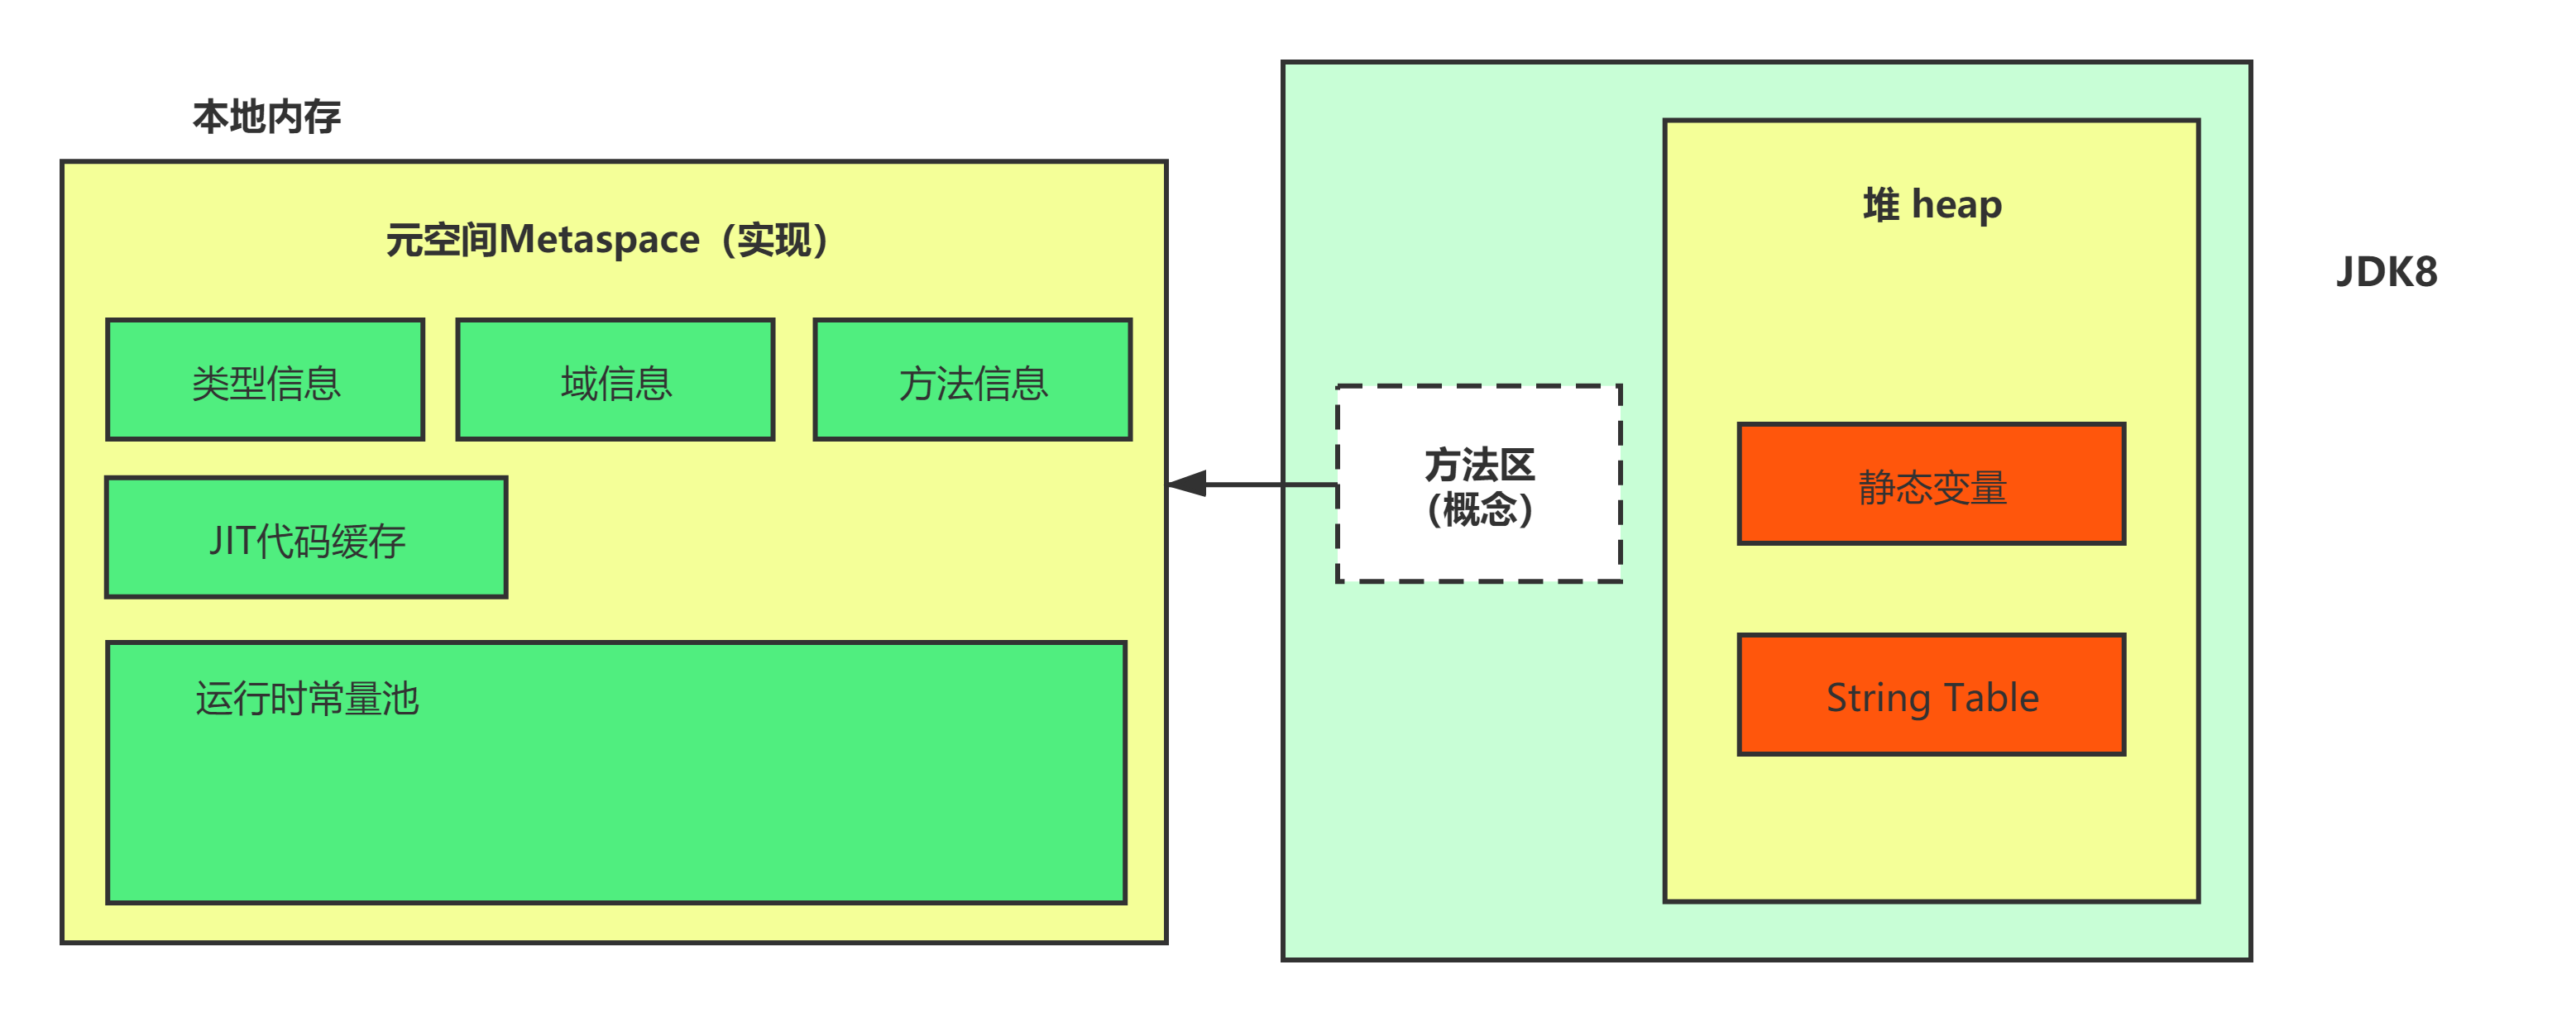 本地内存
元空间Metaspace（实现）
类型信息
域信息
方法信息
JIT代码缓存
运行时常量池
方法区
（概念）
堆 heap
静态变量
String Table
JDK8